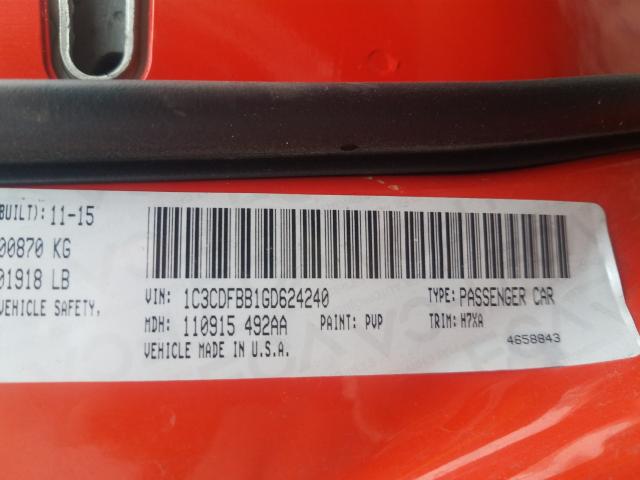 BUILT): 11-15
00870 KG
01918 LB
VEHICLE SAFETY,
VIN: 1C3CDFBB1GD624240 TYPE: PASSENGER CAR
MDH: 110915 492AA PAINT: PVP TRIM: H7XA
VEHICLE MADE IN U.S.A. 4658843